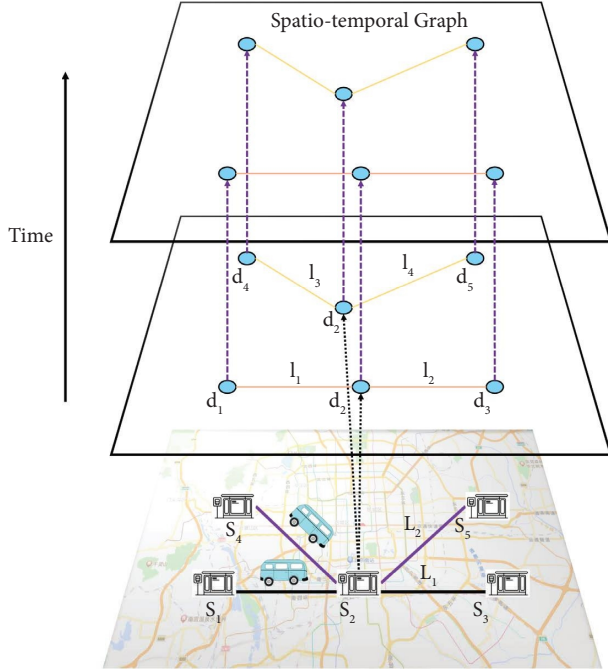 Spatio-temporal Graph
Time
d₄
l₃
l₄
d₅
d₂
l₁
l₂
d₁
d₂
d₃
S₄
L₂
S₅
L₁
S₁
S₂
S₃